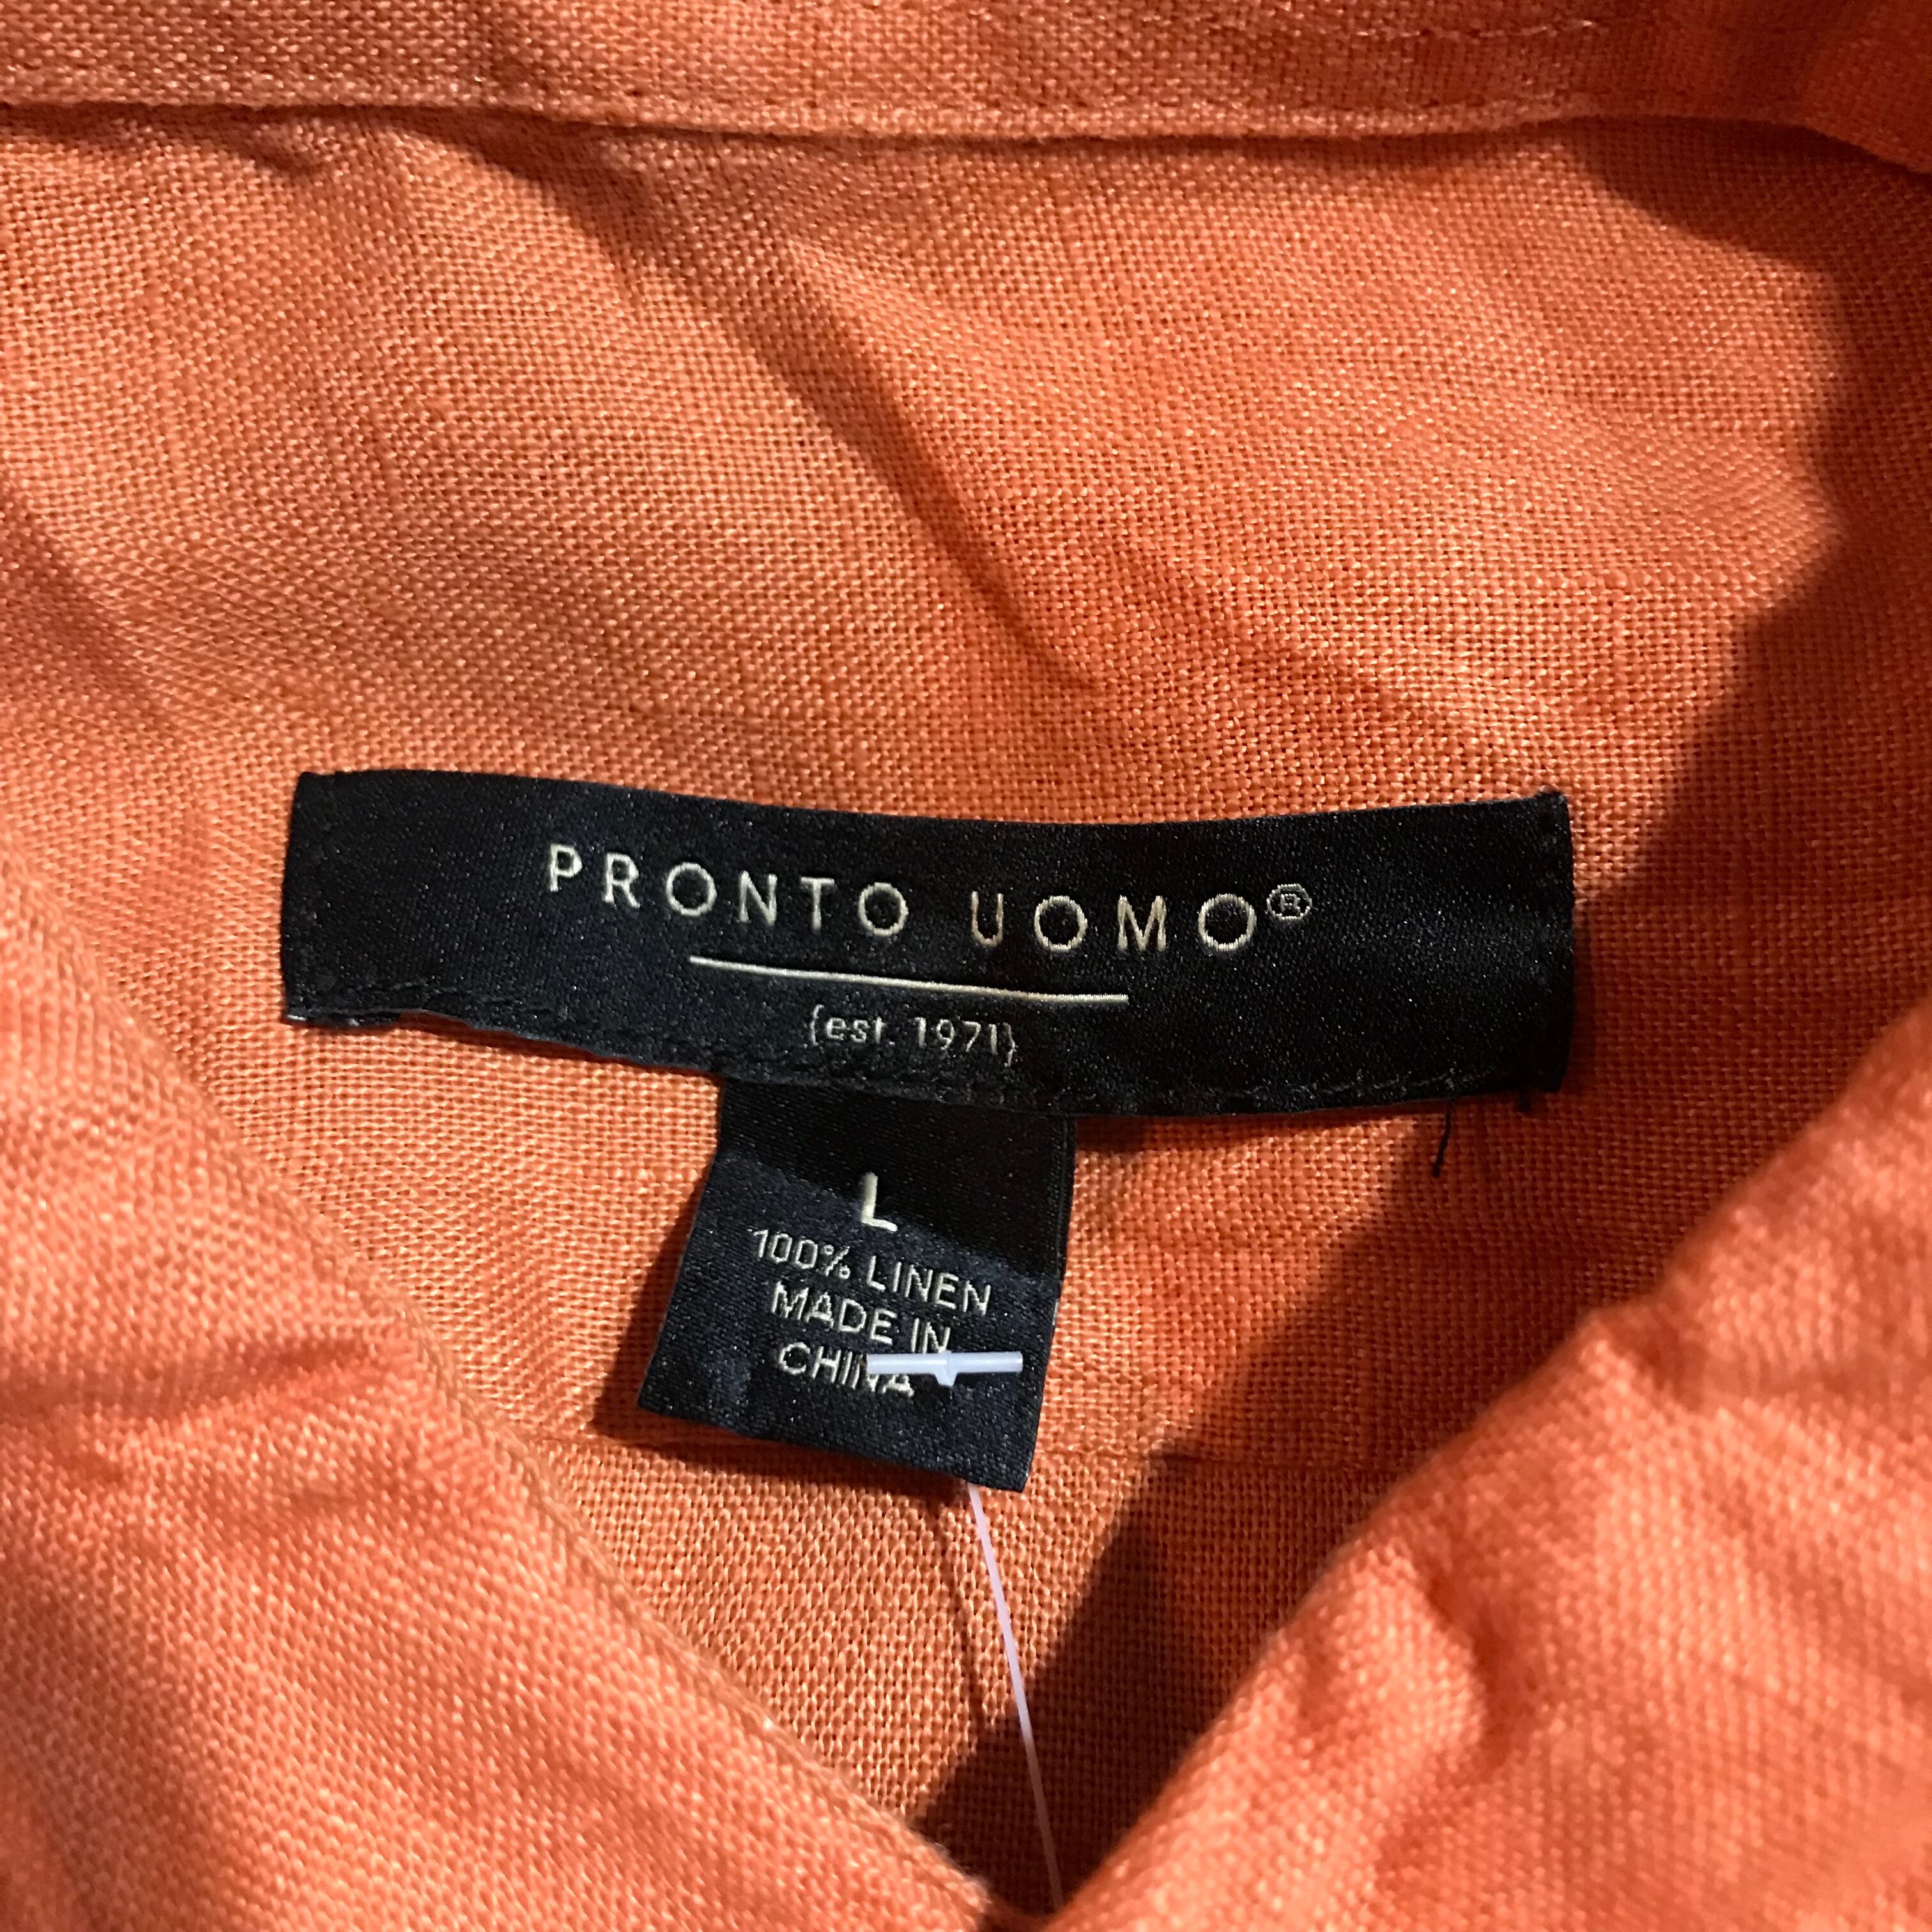 PRONTO UOMO®
{est. 1971}
L
100% LINEN
MADE IN
CHINA